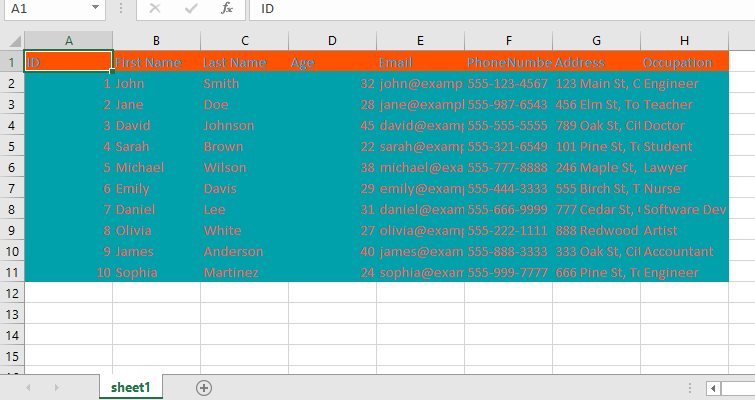 A1 fx ID
A B C D E F G H
1 ID First Name Last Name Age Email PhoneNumbe Address Occupation
2 1 John Smith 32 john@examp 555-123-4567 123 Main St, C Engineer
3 2 Jane Doe 28 jane@exampl 555-987-6543 456 Elm St, To Teacher
4 3 David Johnson 45 david@examp 555-555-5555 789 Oak St, Cit Doctor
5 4 Sarah Brown 22 sarah@examp 555-321-6549 101 Pine St, To Student
6 5 Michael Wilson 38 michael@exa 555-777-8888 246 Maple St, Lawyer
7 6 Emily Davis 29 emily@examp 555-444-3333 555 Birch St, T Nurse
8 7 Daniel Lee 31 daniel@exam 555-666-9999 777 Cedar St, Software Dev
9 8 Olivia White 27 olivia@examp 555-222-1111 888 Redwood Artist
10 9 James Anderson 40 james@exam 555-888-3333 333 Oak St, Cit Accountant
11 10 Sophia Martinez 24 sophia@exam 555-999-7777 666 Pine St, To Engineer
12
13
14
15
sheet1